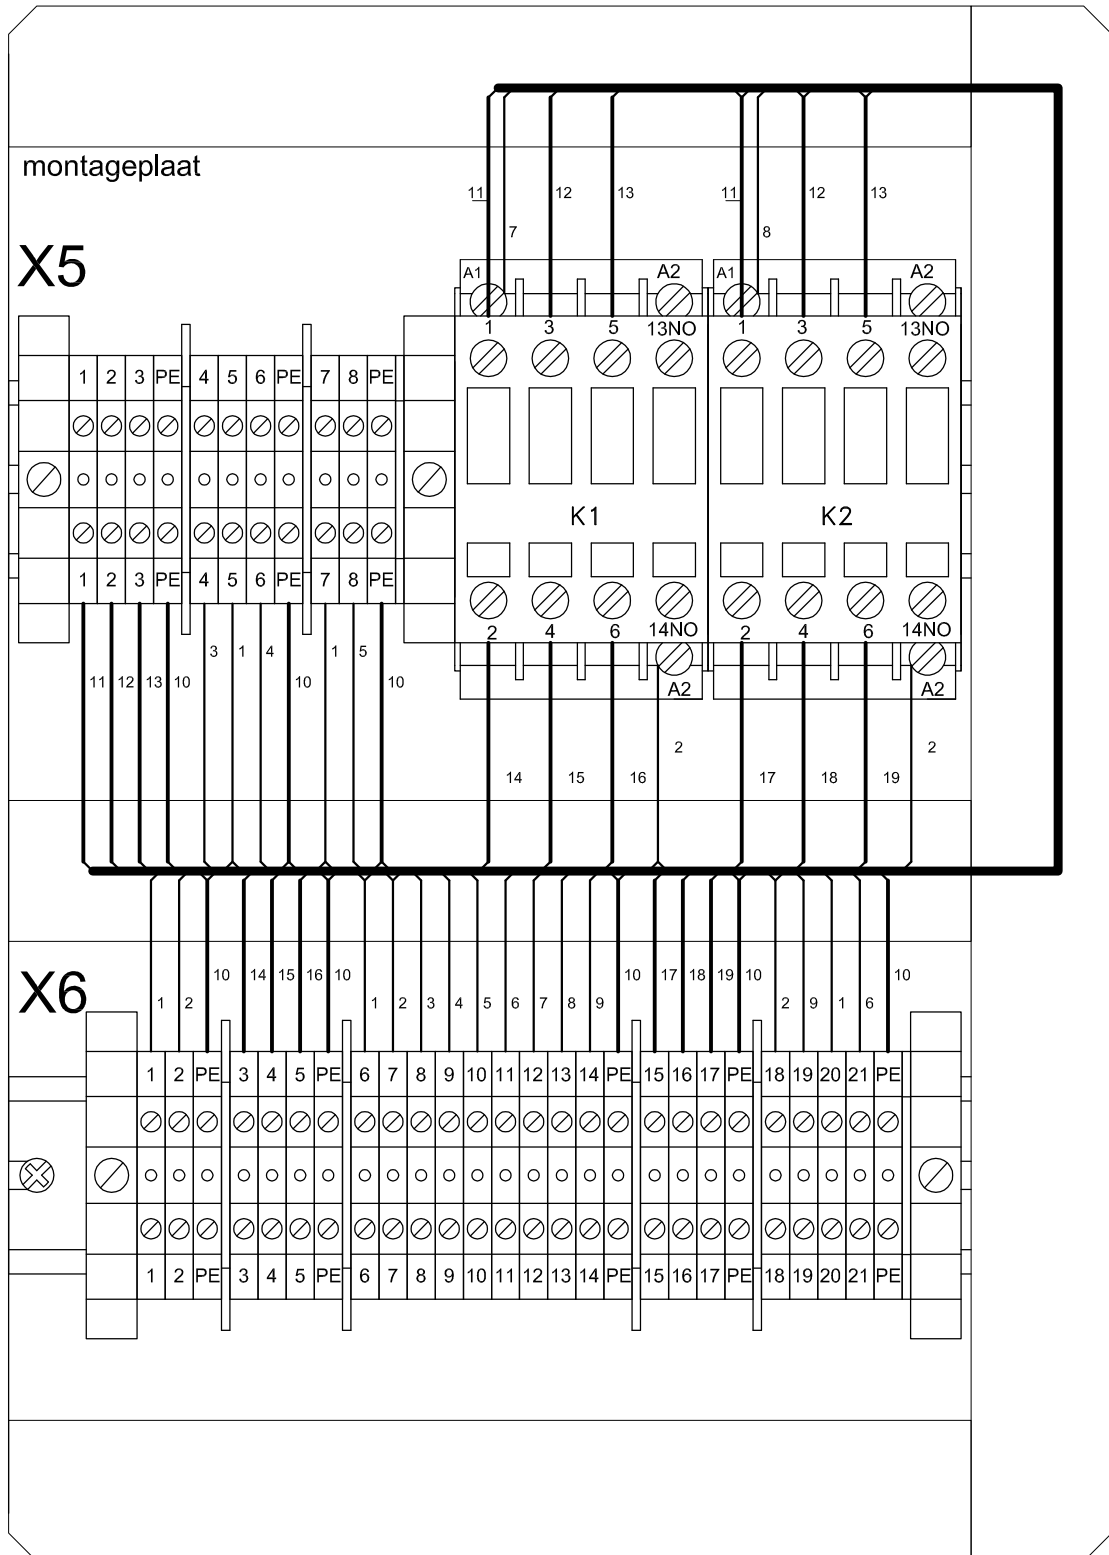 montageplaat
11 12 13 11 12 13
7 8
X5
A1 A2 A1 A2
1 3 5 13NO 1 3 5 13NO
1 2 3 PE 4 5 6 PE 7 8 PE
K1 K2
1 2 3 PE 4 5 6 PE 7 8 PE
2 4 6 14NO 2 4 6 14NO
3 1 4 1 5
11 12 13 10 10 10
A2 A2
2 2
14 15 16 17 18 19
X6
10 14 15 16 10 10 17 18 19 10 10
1 2 1 2 3 4 5 6 7 8 9 2 9 1 6
1 2 PE 3 4 5 PE 6 7 8 9 10 11 12 13 14 PE 15 16 17 PE 18 19 20 21 PE
1 2 PE 3 4 5 PE 6 7 8 9 10 11 12 13 14 PE 15 16 17 PE 18 19 20 21 PE